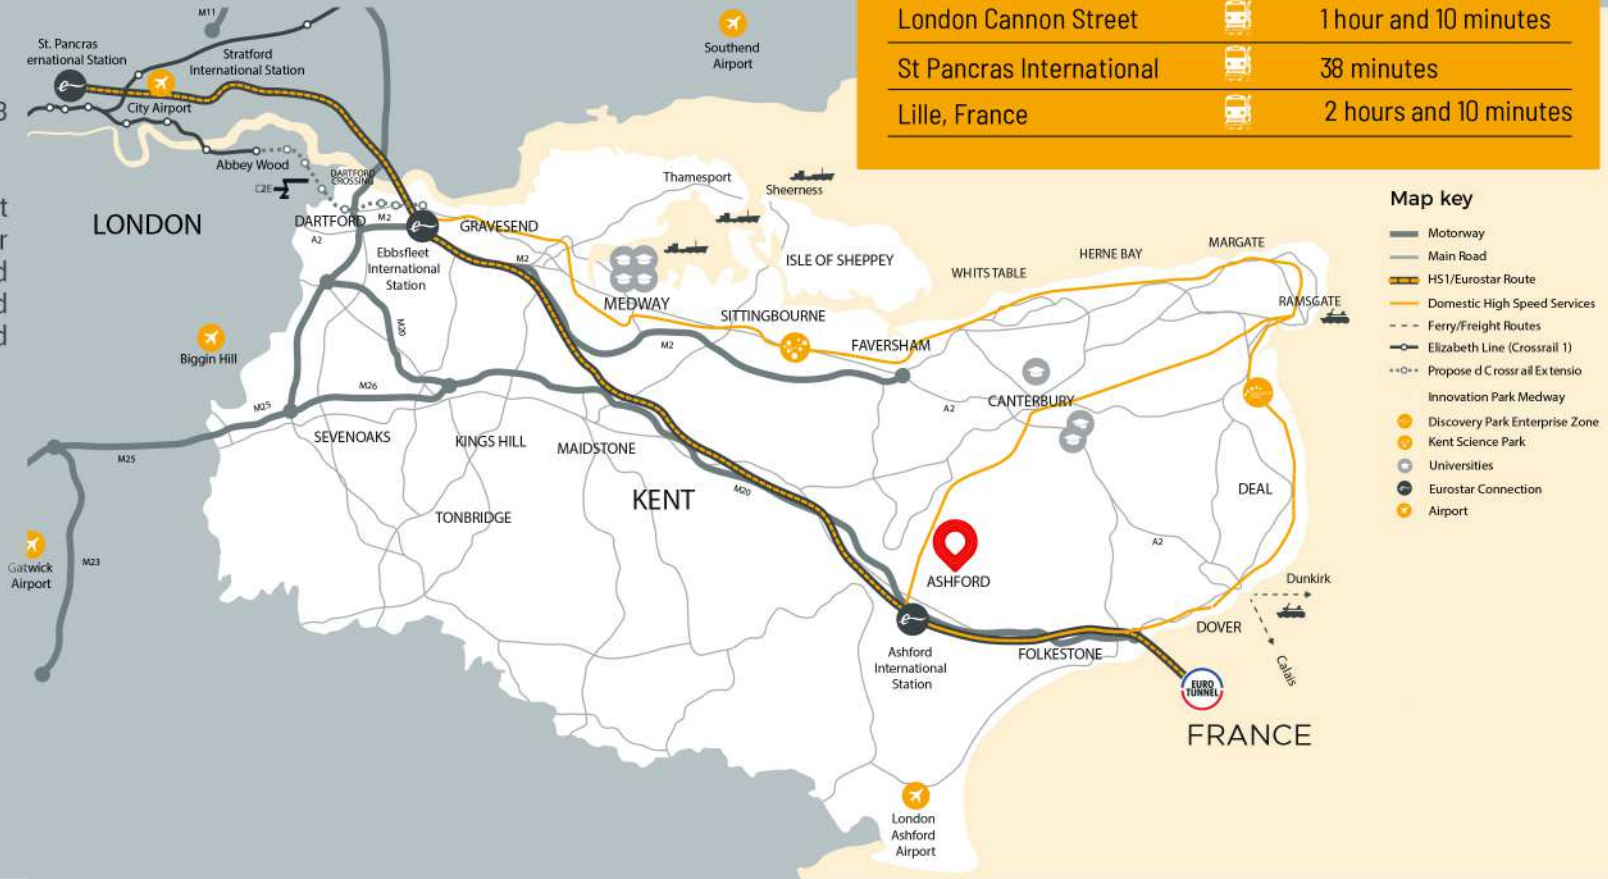 London Cannon Street 1 hour and 10 minutes
St Pancras International 38 minutes
Lille, France 2 hours and 10 minutes
M11
St. Pancras
ernational Station
Stratford
International Station
Southend
Airport
City Airport
3
Abbey Wood
DARTFORD
CROSSING
C2E
t
r
d
d
d
LONDON
DARTFORD
M2
A2
GRAVESEND
Ebbsfleet
International
Station
M2
Thamesport
Sheerness
ISLE OF SHEPPEY
MEDWAY
SITTINGBOURNE
WHITSTABLE
HERNE BAY
MARGATE
RAMSGATE
FAVERSHAM
M2
M20
Biggin Hill
M26
M25
M25
SEVENOAKS
KINGS HILL
MAIDSTONE
A2
CANTERBURY
KENT
M20
TONBRIDGE
DEAL
A2
Gatwick
Airport
M23
ASHFORD
Dunkirk
DOVER
Calais
Ashford
International
Station
FOLKESTONE
EURO
TUNNEL
FRANCE
London
Ashford
Airport
Map key
Motorway
Main Road
HS1/Eurostar Route
Domestic High Speed Services
Ferry/Freight Routes
Elizabeth Line (Crossrail 1)
Propose d Crossr ail Extensio
Innovation Park Medway
Discovery Park Enterprise Zone
Kent Science Park
Universities
Eurostar Connection
Airport